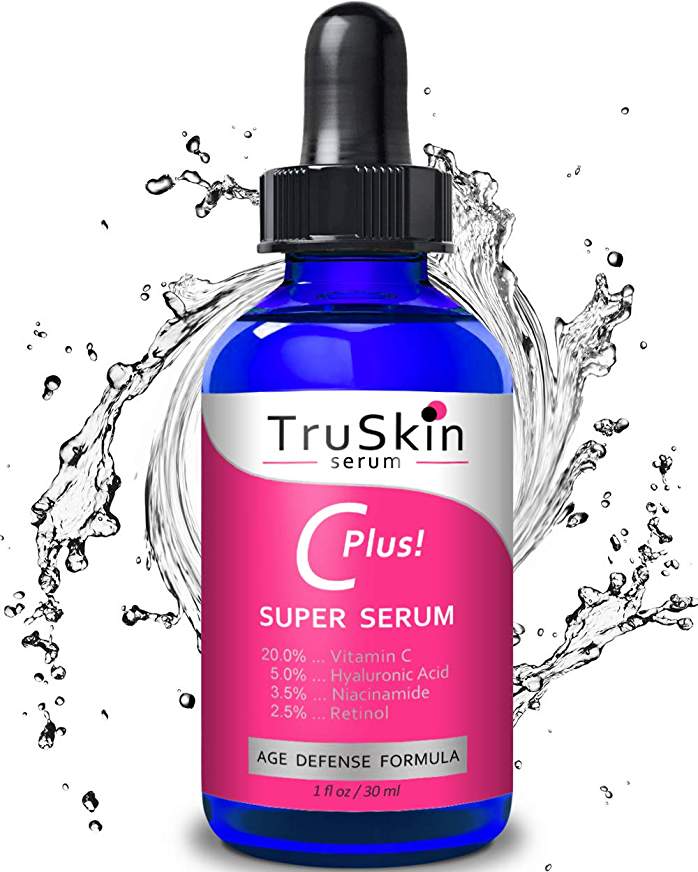 TruSkin
serum
C Plus!
SUPER SERUM
20.0% ... Vitamin C
5.0% ... Hyaluronic Acid
3.5% ... Niacinamide
2.5% ... Retinol
AGE DEFENSE FORMULA
1 fl oz / 30 ml